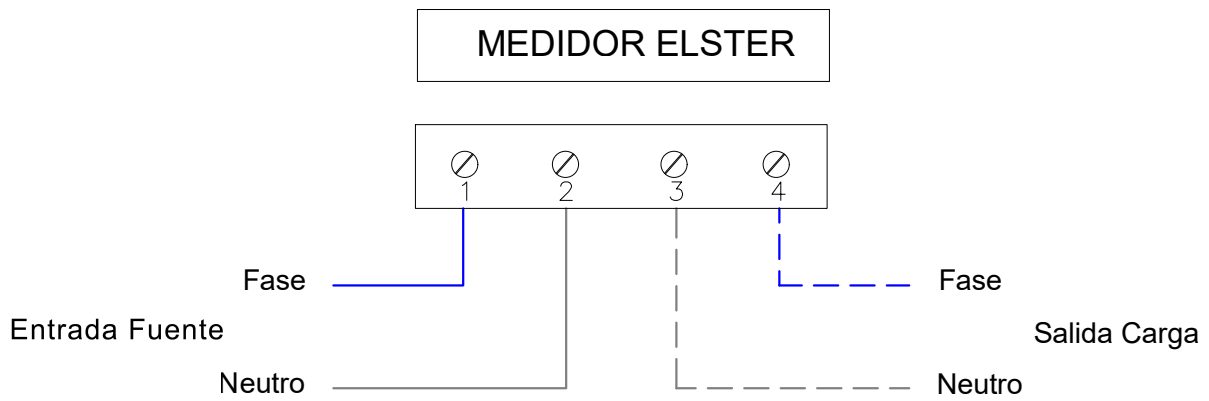 MEDIDOR ELSTER
1 2 3 4
Fase Fase
Entrada Fuente Salida Carga
Neutro Neutro